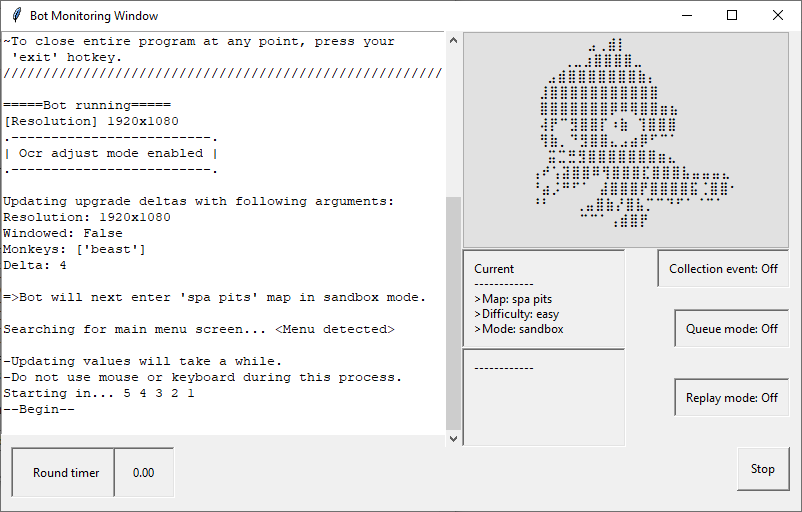 Bot Monitoring Window
~To close entire program at any point, press your
'exit' hotkey.
///////////////////////////////////////////////////////
=====Bot running=====
[Resolution] 1920x1080
.-------------------------.
| Ocr adjust mode enabled |
.-------------------------.
Updating upgrade deltas with following arguments:
Resolution: 1920x1080
Windowed: False
Monkeys: ['beast']
Delta: 4
=>Bot will next enter 'spa pits' map in sandbox mode.
Searching for main menu screen... <Menu detected>
-Updating values will take a while.
-Do not use mouse or keyboard during this process.
Starting in... 5 4 3 2 1
--Begin--
Current
------------
>Map: spa pits
>Difficulty: easy
>Mode: sandbox
------------
Collection event: Off
Queue mode: Off
Replay mode: Off
Round timer
0.00
Stop